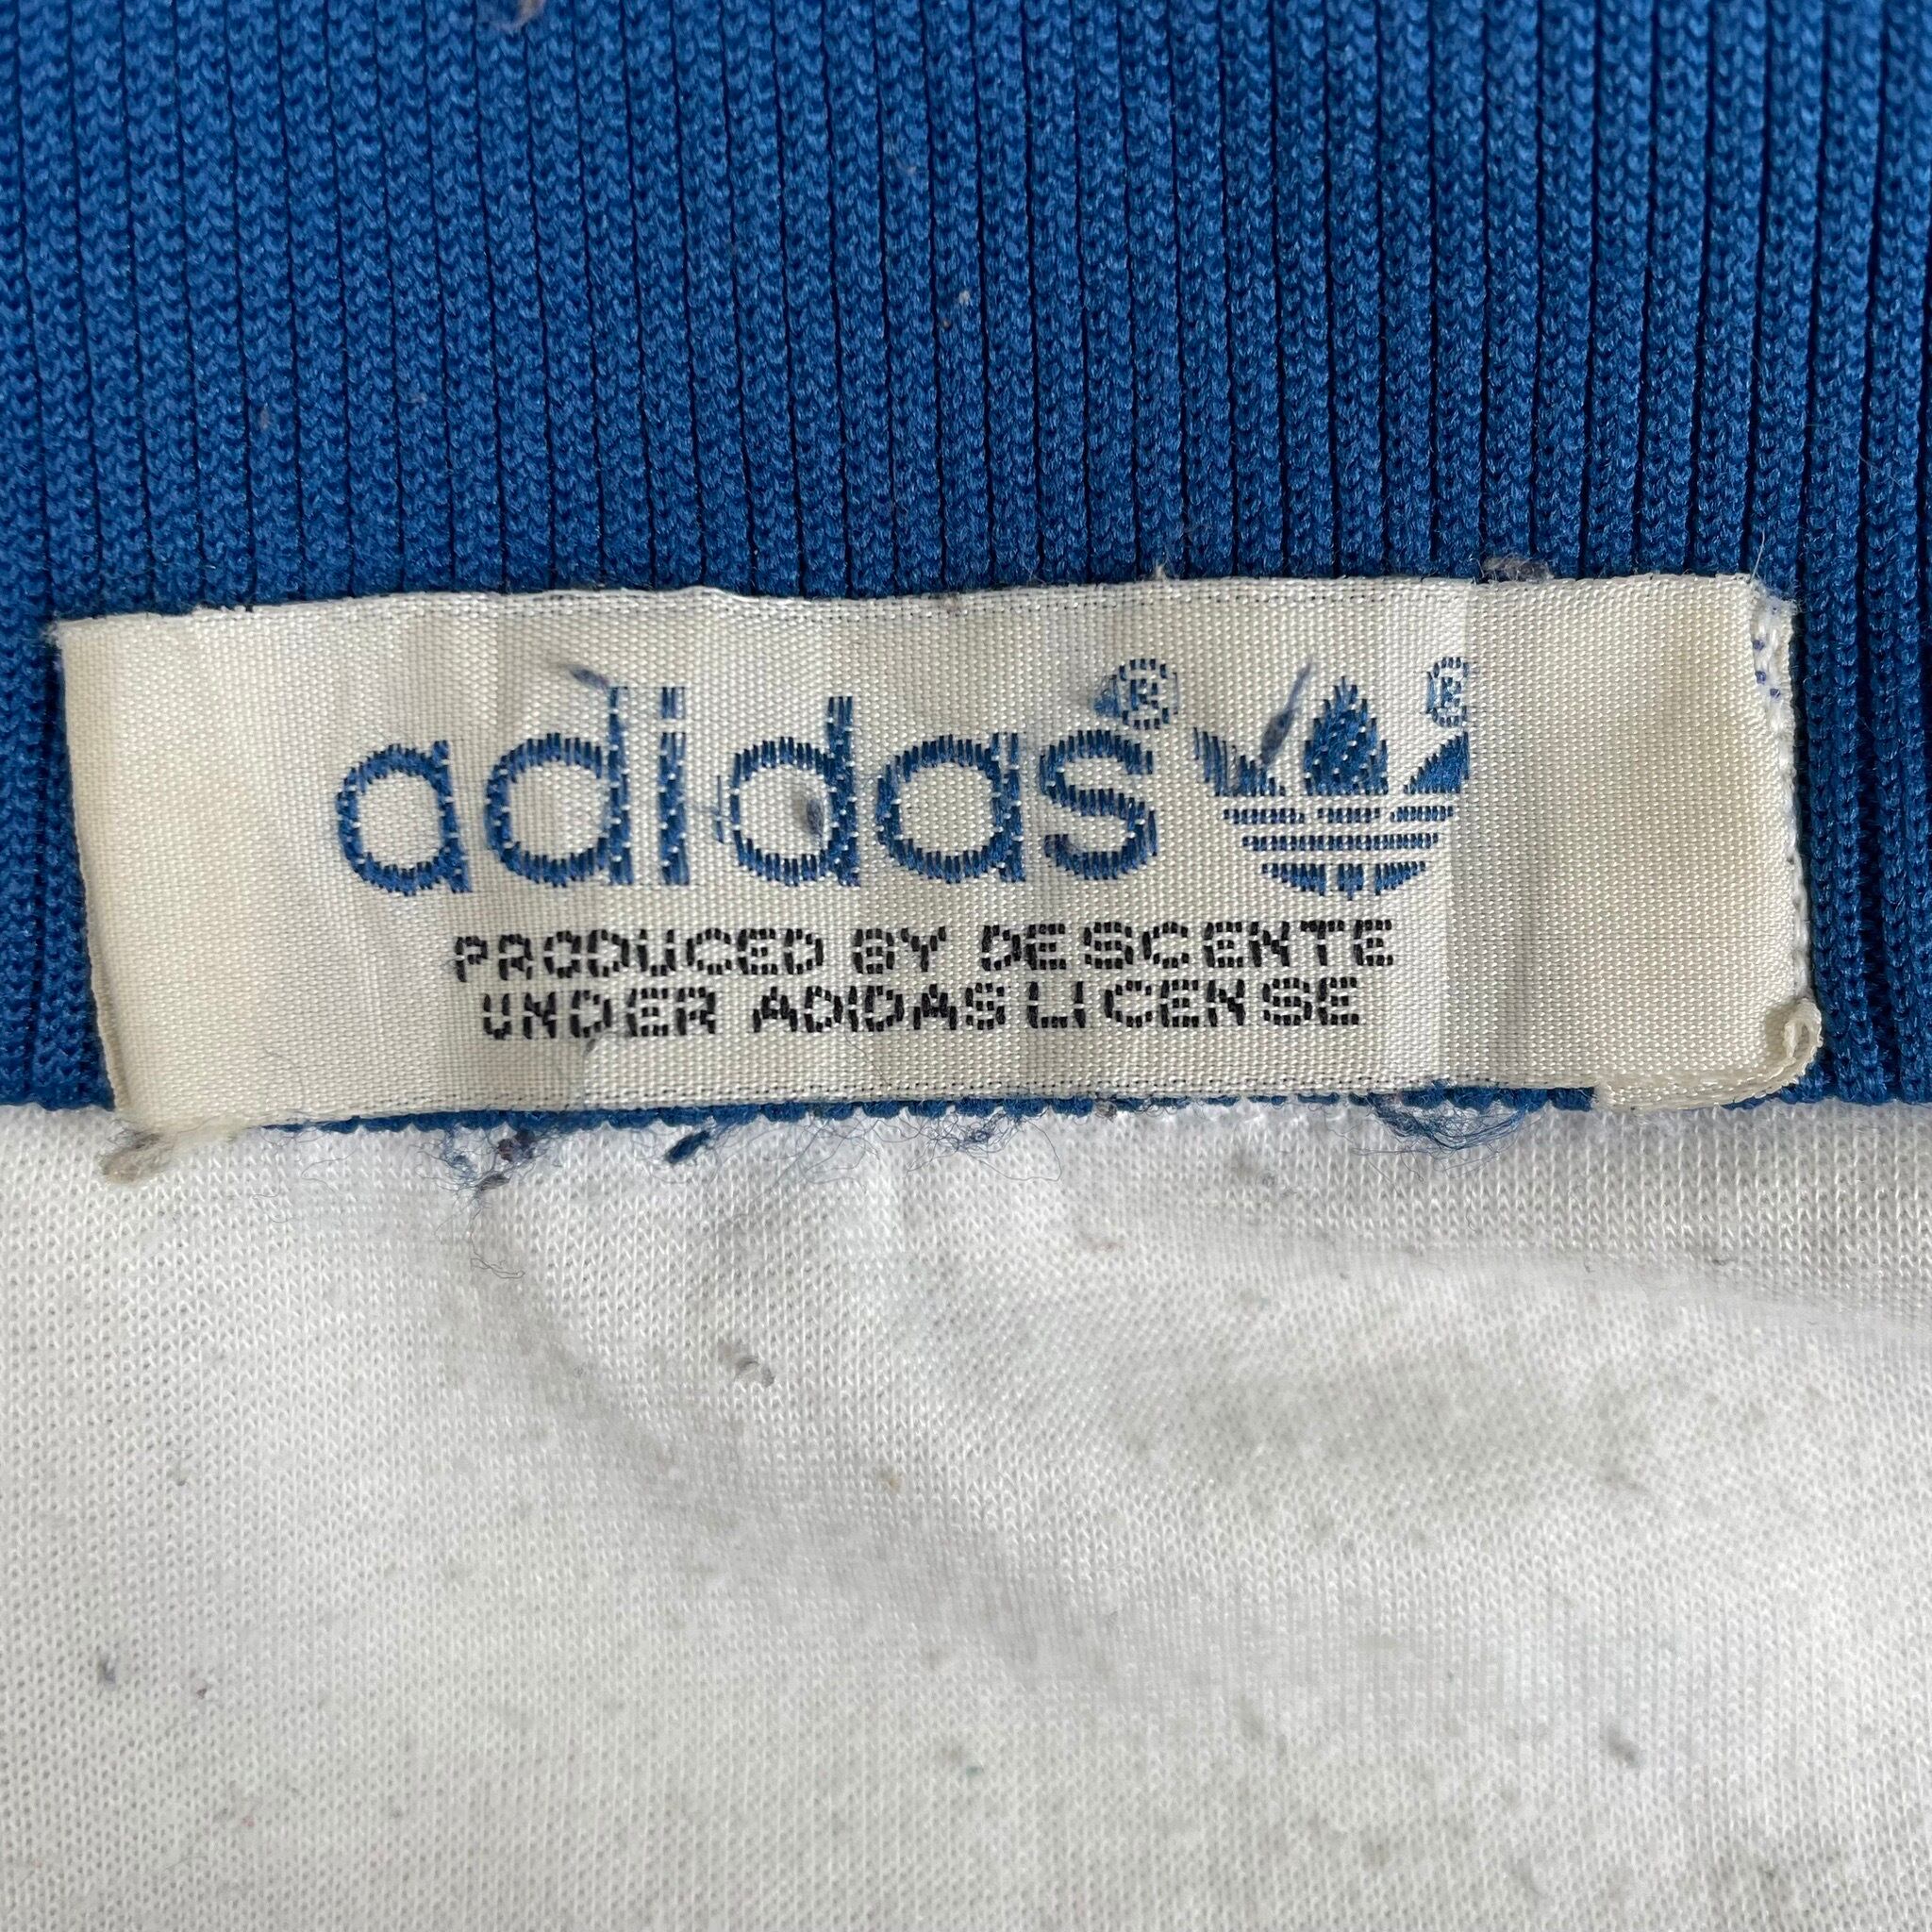 adidas® ®
PRODUCED BY DESCENTE
UNDER ADIDAS LICENSE